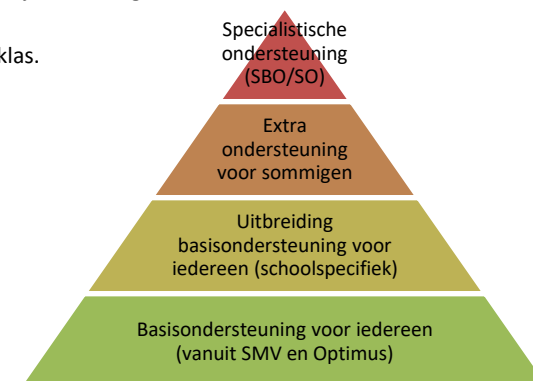 klas.
Specialistische
ondersteuning
(SBO/SO)
Extra
ondersteuning
voor sommigen
Uitbreiding
basisondersteuning voor
iedereen (schoolspecifiek)
Basisondersteuning voor iedereen
(vanuit SMV en Optimus)